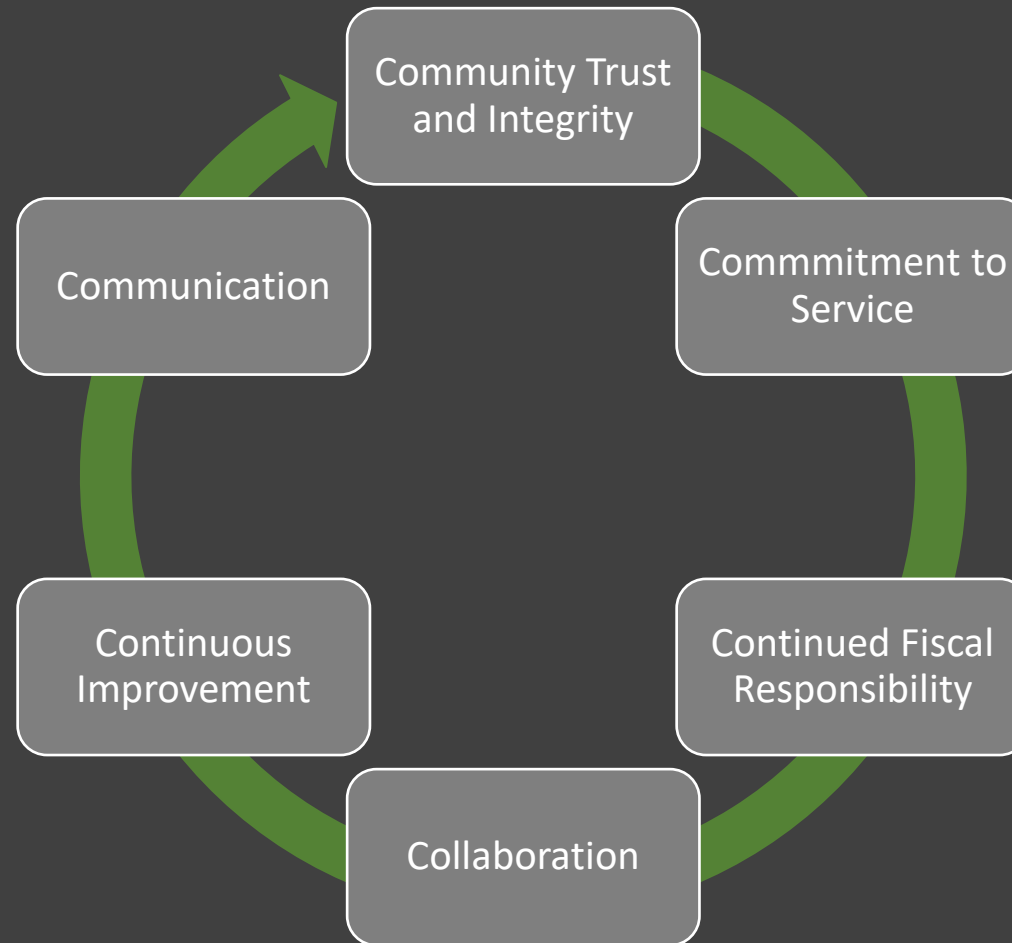 Community Trust
and Integrity
Commmitment to
Service
Continued Fiscal
Responsibility
Collaboration
Continuous
Improvement
Communication